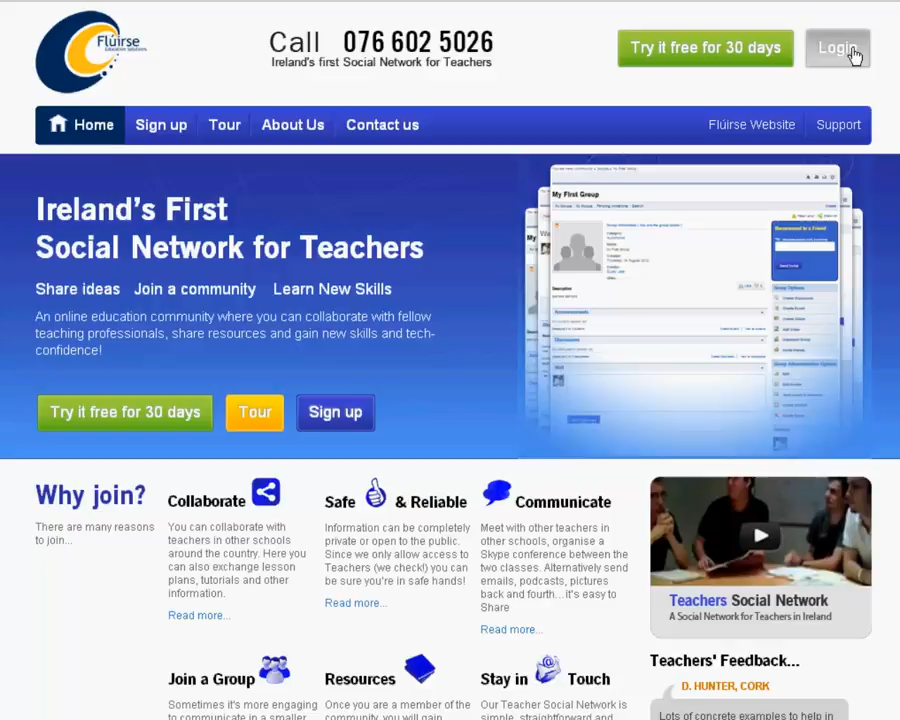 Flúirse
Education Solutions
Call 076 602 5026
Ireland's first Social Network for Teachers
Try it free for 30 days
Login
Home
Sign up
Tour
About Us
Contact us
Flúirse Website
Support
Ireland's First
Social Network for Teachers
Share ideas Join a community Learn New Skills
An online education community where you can collaborate with fellow
teaching professionals, share resources and gain new skills and tech-
confidence!
Try it free for 30 days
Tour
Sign up
My First Group
Why join?
There are many reasons
to join...
Collaborate
You can collaborate with
teachers in other schools
around the country. Here you
can also exchange lesson
plans, tutorials and other
information.
Read more...
Safe & Reliable
Information can be completely
private or open to the public.
Since we only allow access to
Teachers (we check!) you can
be sure you're in safe hands!
Read more...
Communicate
Meet with other teachers in
other schools, organise a
Skype conference between the
two classes. Alternatively send
emails, podcasts, pictures
back and fourth...it's easy to
Share
Read more...
Teachers Social Network
A Social Network for Teachers in Ireland
Teachers' Feedback...
D. HUNTER, CORK
Lots of concrete examples to help in
Join a Group
Sometimes it's more engaging
to communicate in a smaller
Resources
Once you are a member of the
community, you will gain
Stay in Touch
Our Teacher Social Network is
simple, straightforward and